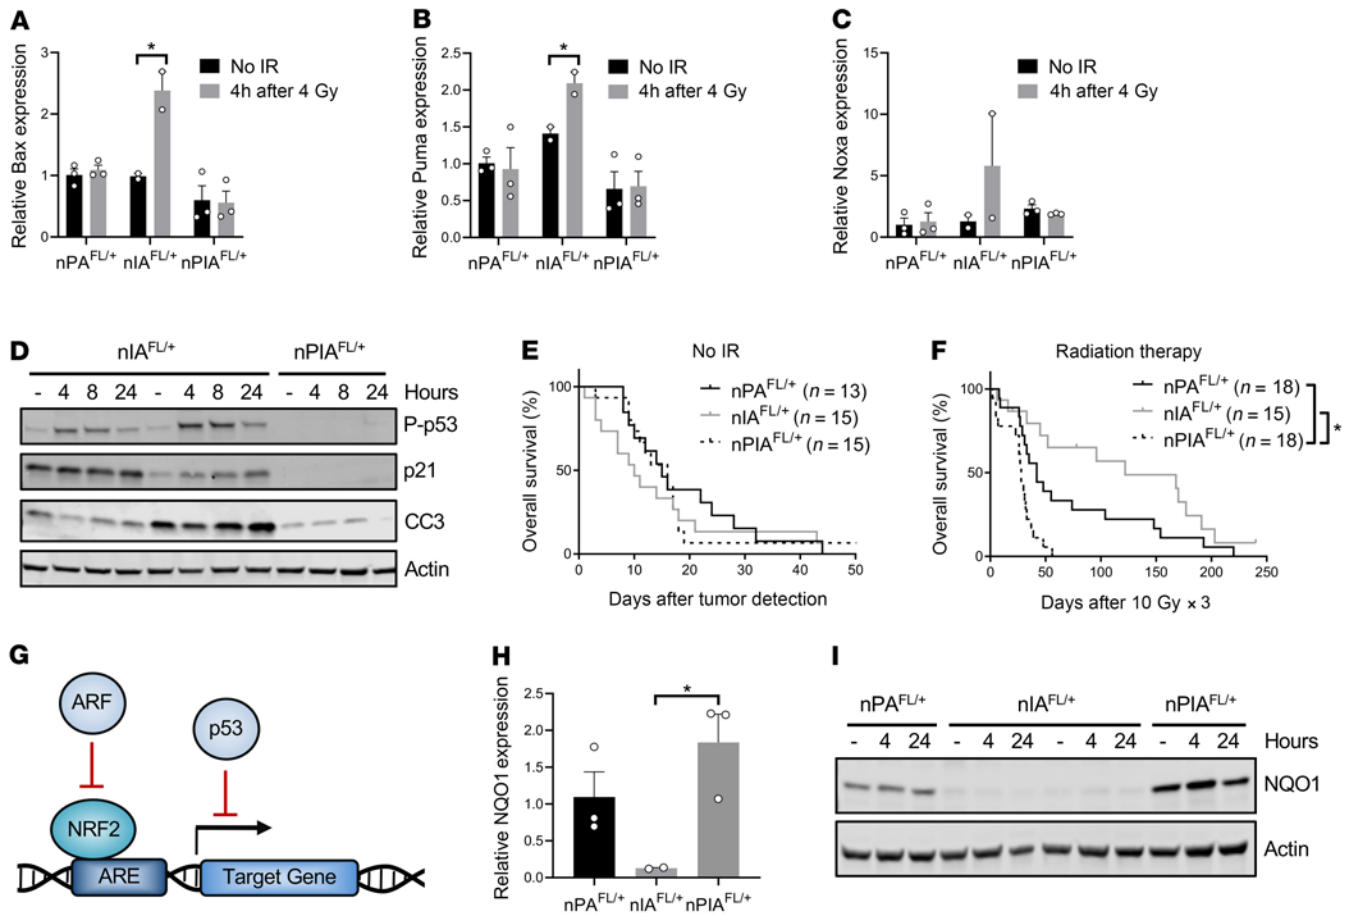 A
Relative Bax expression
3
2
1
0
*
No IR
4h after 4 Gy
nPAFL/+ nIAFL/+ nPIAFL/+
B
Relative Puma expression
2.5
2.0
1.5
1.0
0.5
0.0
*
No IR
4h after 4 Gy
nPAFL/+ nIAFL/+ nPIAFL/+
C
Relative Noxa expression
15
10
5
0
No IR
4h after 4 Gy
nPAFL/+ nIAFL/+ nPIAFL/+
D
nIAFL/+ nPIAFL/+
- 4 8 24 - 4 8 24 - 4 8 24 Hours
P-p53
p21
CC3
Actin
E
No IR
Overall survival (%)
100
50
0
nPAFL/+ (n = 13)
nIAFL/+ (n = 15)
nPIAFL/+ (n = 15)
0 10 20 30 40 50
Days after tumor detection
F
Radiation therapy
Overall survival (%)
100
50
0
nPAFL/+ (n = 18)
nIAFL/+ (n = 15)
nPIAFL/+ (n = 18)
*
0 50 100 150 200 250
Days after 10 Gy × 3
G
ARF
p53
NRF2
ARE
Target Gene
H
Relative NQO1 expression
2.5
2.0
1.5
1.0
0.5
0.0
*
nPAFL/+ nIAFL/+ nPIAFL/+
I
nPAFL/+ nIAFL/+ nPIAFL/+
- 4 24 - 4 24 - 4 24 - 4 24 Hours
NQO1
Actin